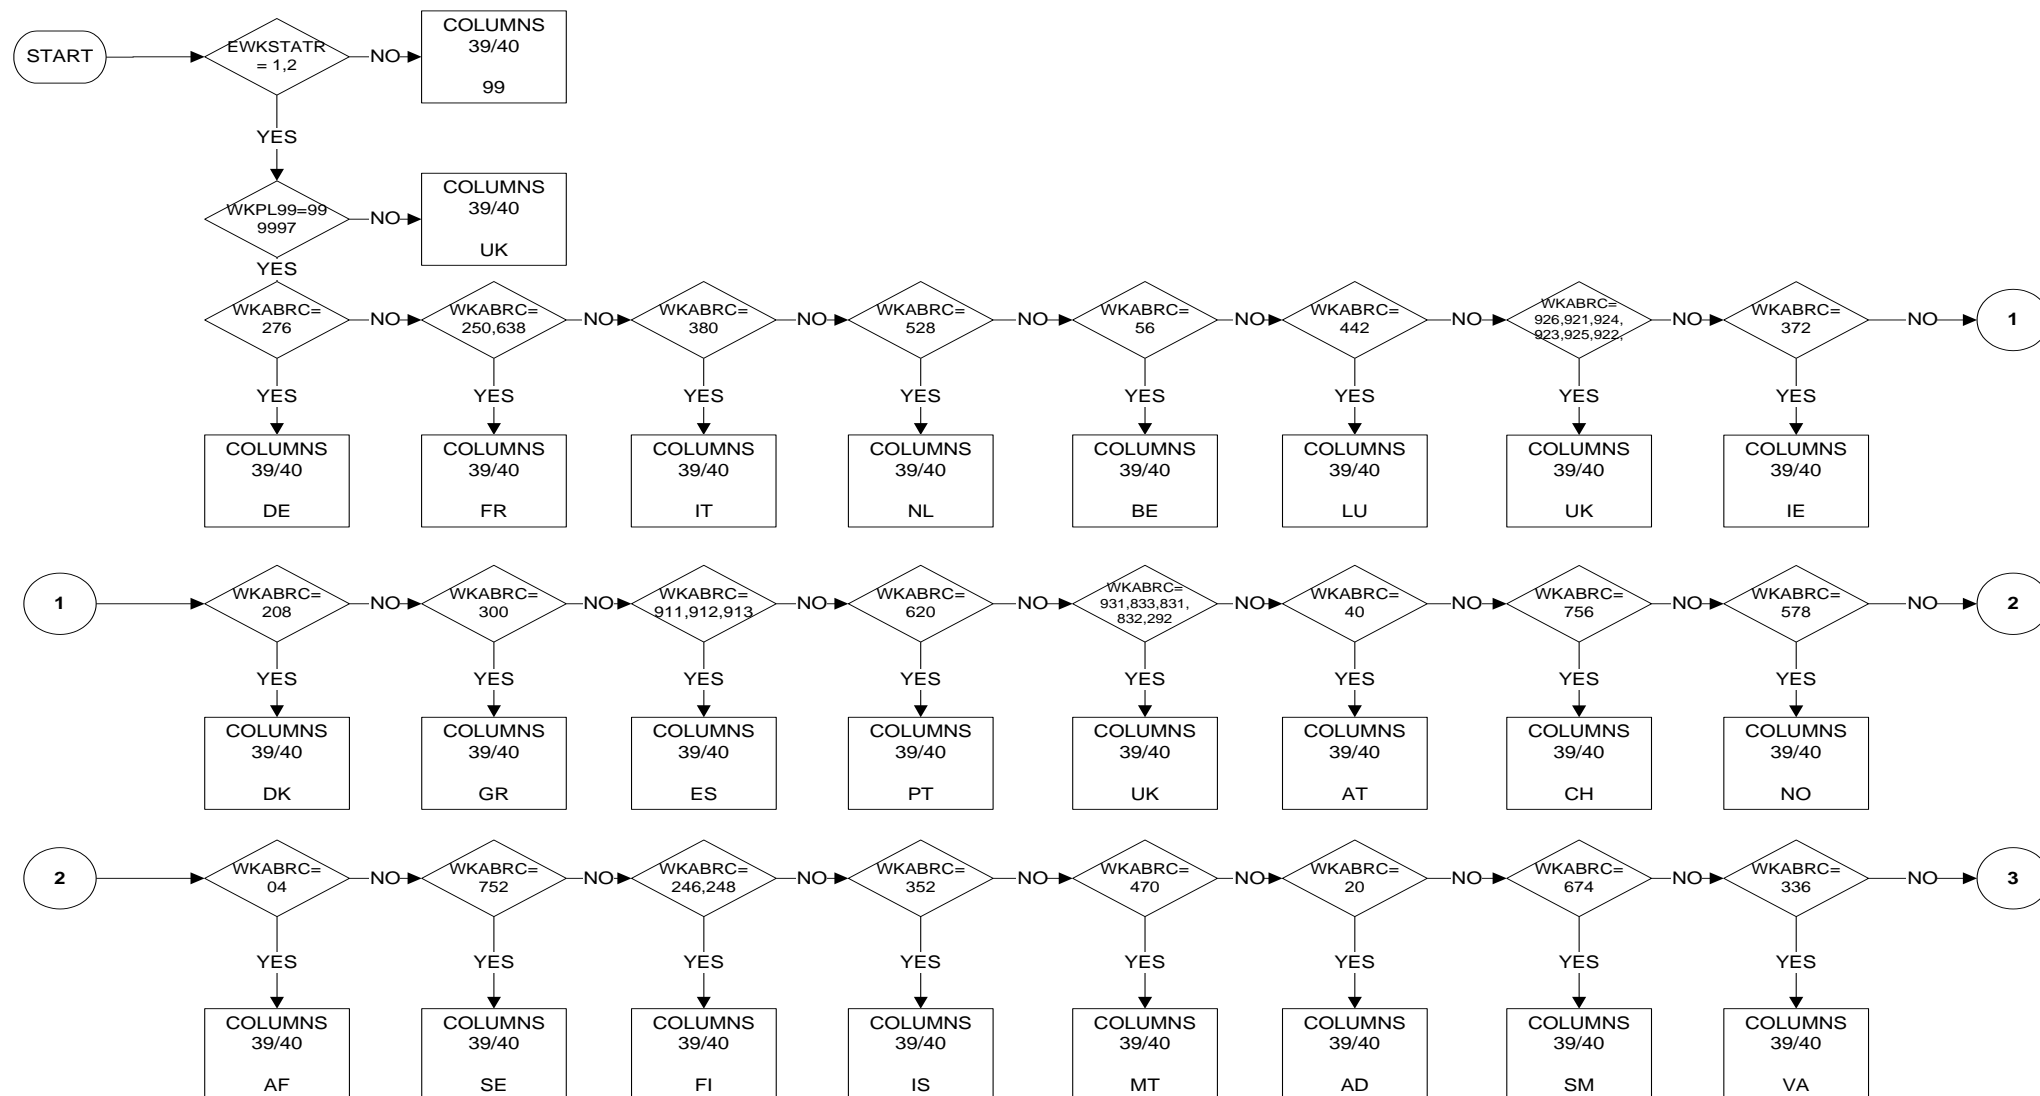 START
EWKSTATR
= 1,2
NO
COLUMNS
39/40
99
YES
WKPL99=99
9997
NO
COLUMNS
39/40
UK
YES
WKABRC=
276
NO
WKABRC=
250,638
NO
WKABRC=
380
NO
WKABRC=
528
NO
WKABRC=
56
NO
WKABRC=
442
NO
WKABRC=
926,921,924,
923,925,922,
NO
WKABRC=
372
NO
1
YES
YES
YES
YES
YES
YES
YES
YES
COLUMNS
39/40
DE
COLUMNS
39/40
FR
COLUMNS
39/40
IT
COLUMNS
39/40
NL
COLUMNS
39/40
BE
COLUMNS
39/40
LU
COLUMNS
39/40
UK
COLUMNS
39/40
IE
1
WKABRC=
208
NO
WKABRC=
300
NO
WKABRC=
911,912,913
NO
WKABRC=
620
NO
WKABRC=
931,833,831,
832,292
NO
WKABRC=
40
NO
WKABRC=
756
NO
WKABRC=
578
NO
2
YES
YES
YES
YES
YES
YES
YES
YES
COLUMNS
39/40
DK
COLUMNS
39/40
GR
COLUMNS
39/40
ES
COLUMNS
39/40
PT
COLUMNS
39/40
UK
COLUMNS
39/40
AT
COLUMNS
39/40
CH
COLUMNS
39/40
NO
2
WKABRC=
04
NO
WKABRC=
752
NO
WKABRC=
246,248
NO
WKABRC=
352
NO
WKABRC=
470
NO
WKABRC=
20
NO
WKABRC=
674
NO
WKABRC=
336
NO
3
YES
YES
YES
YES
YES
YES
YES
YES
COLUMNS
39/40
AF
COLUMNS
39/40
SE
COLUMNS
39/40
FI
COLUMNS
39/40
IS
COLUMNS
39/40
MT
COLUMNS
39/40
AD
COLUMNS
39/40
SM
COLUMNS
39/40
VA